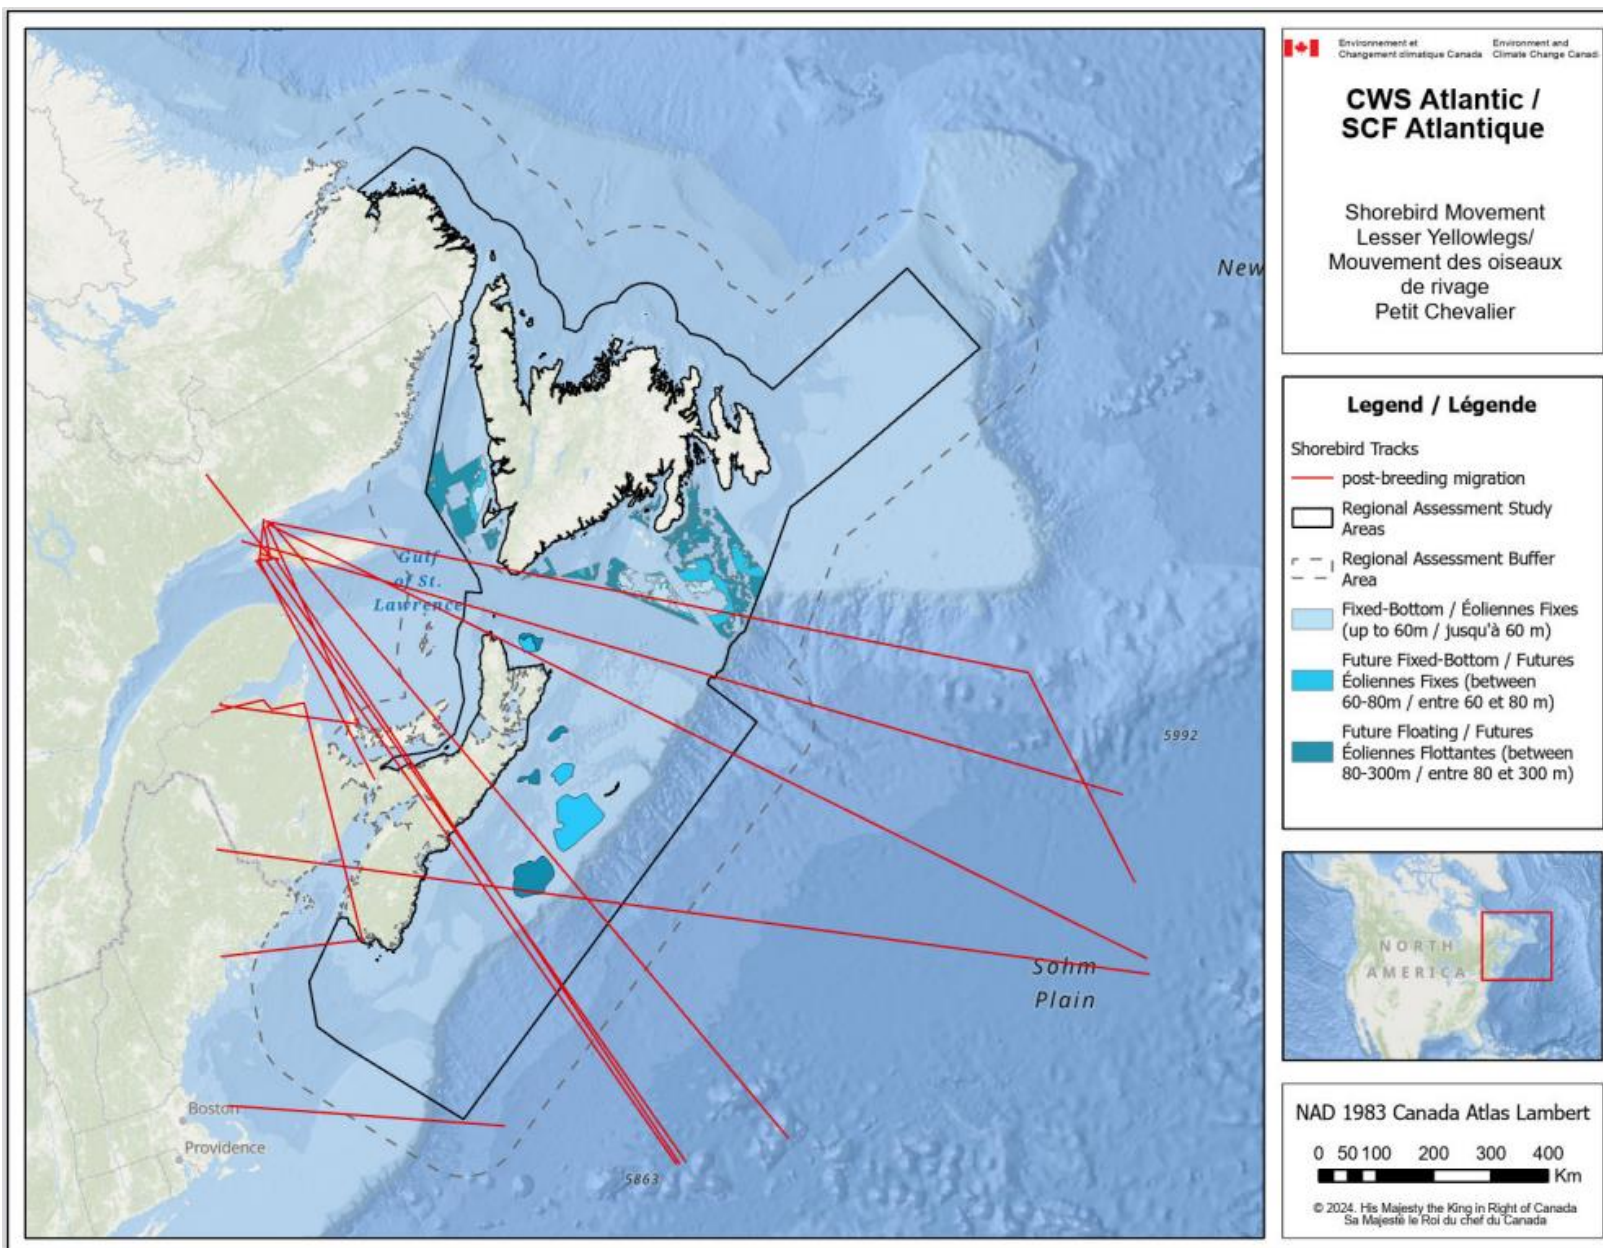 Environnement et
Changement climatique Canada
Environment and
Climate Change Canad
CWS Atlantic /
SCF Atlantique
Shorebird Movement
Lesser Yellowlegs/
Mouvement des oiseaux
de rivage
Petit Chevalier
Legend / Légende
Shorebird Tracks
post-breeding migration
Regional Assessment Study
Areas
Regional Assessment Buffer
Area
Fixed-Bottom / Éoliennes Fixes
(up to 60m / jusqu'à 60 m)
Future Fixed-Bottom / Futures
Éoliennes Fixes (between
60-80m / entre 60 et 80 m)
Future Floating / Futures
Éoliennes Flottantes (between
80-300m / entre 80 et 300 m)
New
Gulf
of St.
Lawrence
5992
Sohm
Plain
Boston
Providence
5863
NORTH
AMERICA
NAD 1983 Canada Atlas Lambert
0 50 100 200 300 400
Km
© 2024. His Majesty the King in Right of Canada
Sa Majesté le Roi du chef du Canada